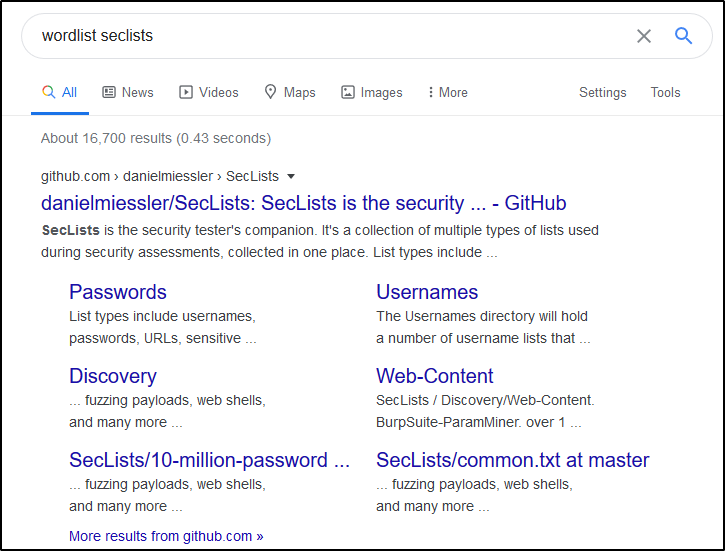 wordlist seclists
All News Videos Maps Images More Settings Tools
About 16,700 results (0.43 seconds)
github.com › danielmiessler › SecLists
danielmiessler/SecLists: SecLists is the security ... - GitHub
SecLists is the security tester's companion. It's a collection of multiple types of lists used
during security assessments, collected in one place. List types include ...
Passwords
List types include usernames,
passwords, URLs, sensitive ...
Usernames
The Usernames directory will hold
a number of username lists that ...
Discovery
... fuzzing payloads, web shells,
and many more ...
Web-Content
SecLists / Discovery/Web-Content.
BurpSuite-ParamMiner. over 1 ...
SecLists/10-million-password ...
... fuzzing payloads, web shells,
and many more ...
SecLists/common.txt at master
... fuzzing payloads, web shells,
and many more ...
More results from github.com »